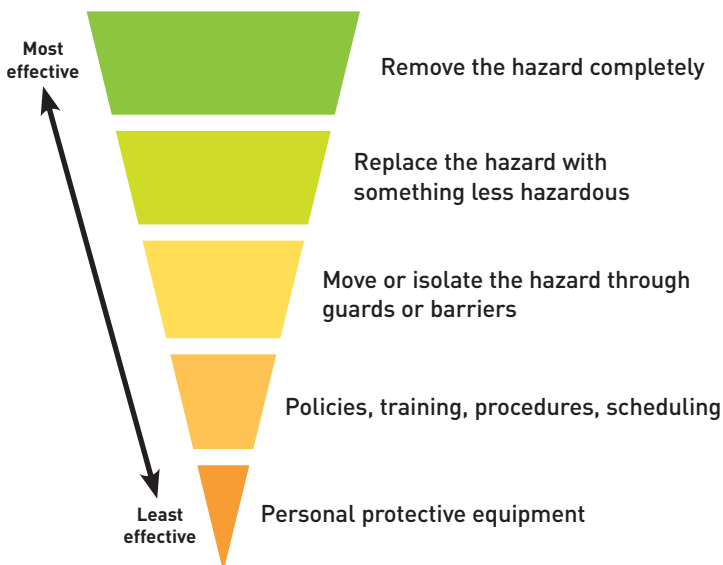 Most
effective
Remove the hazard completely
Replace the hazard with
something less hazardous
Move or isolate the hazard through
guards or barriers
Policies, training, procedures, scheduling
Personal protective equipment
Least
effective